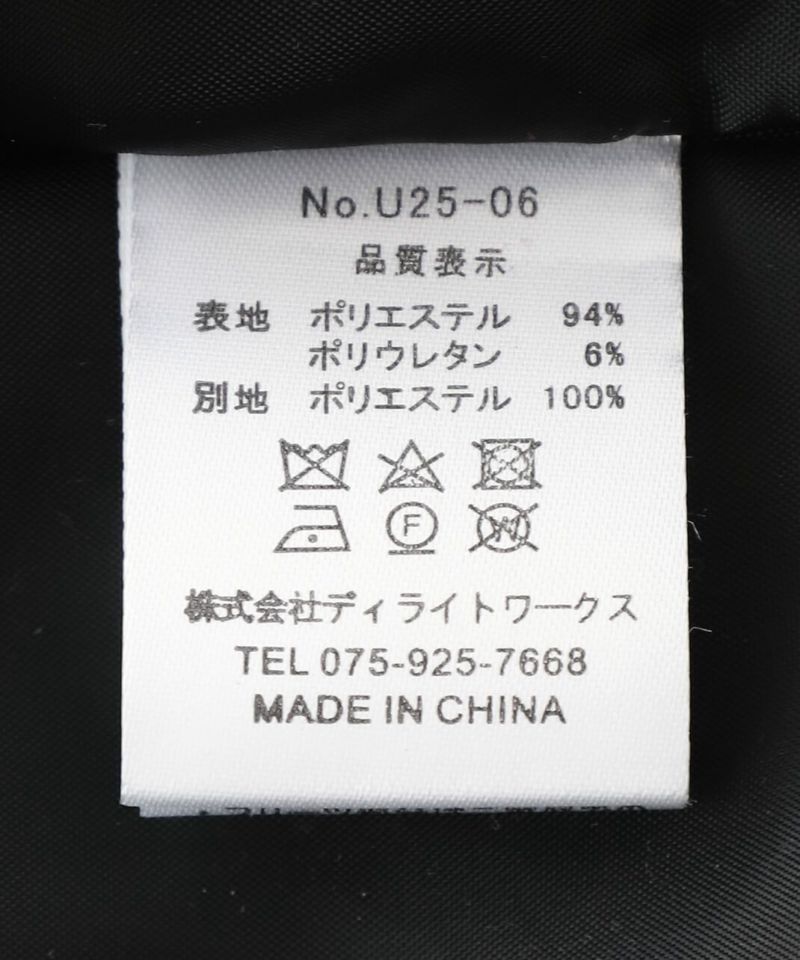 No.U25-06
品質表示
表地 ポリエステル 94%
ポリウレタン 6%
別地 ポリエステル 100%
F W
株式会社ディライトワークス
TEL 075-925-7668
MADE IN CHINA